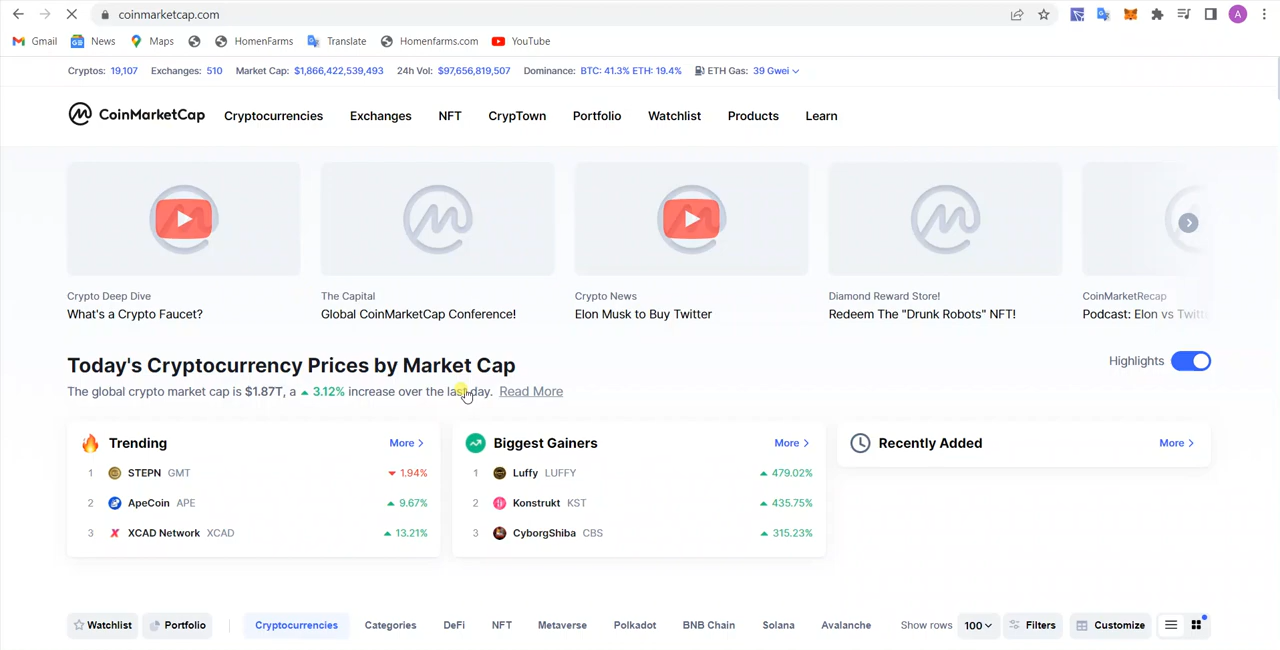 coinmarketcap.com
A
Gmail News Maps HomenFarms Translate Homenfarms.com YouTube
Cryptos: 19,107 Exchanges: 510 Market Cap: $1,866,422,539,493 24h Vol: $97,656,819,507 Dominance: BTC: 41.3% ETH: 19.4% ETH Gas: 39 Gwei
CoinMarketCap Cryptocurrencies Exchanges NFT CrypTown Portfolio Watchlist Products Learn
Crypto Deep Dive
What's a Crypto Faucet?
The Capital
Global CoinMarketCap Conference!
Crypto News
Elon Musk to Buy Twitter
Diamond Reward Store!
Redeem The "Drunk Robots" NFT!
CoinMarketRecap
Podcast: Elon vs
Today's Cryptocurrency Prices by Market Cap
Highlights
The global crypto market cap is $1.87T, a 3.12% increase over the last day. Read More
Trending More
1 STEPN GMT 1.94%
2 ApeCoin APE 9.67%
3 XCAD Network XCAD 13.21%
Biggest Gainers More
1 Luffy LUFFY 479.02%
2 Konstrukt KST 435.75%
3 CyborgShiba CBS 315.23%
Recently Added More
Watchlist Portfolio Cryptocurrencies Categories DeFi NFT Metaverse Polkadot BNB Chain Solana Avalanche Show rows 100 Filters Customize